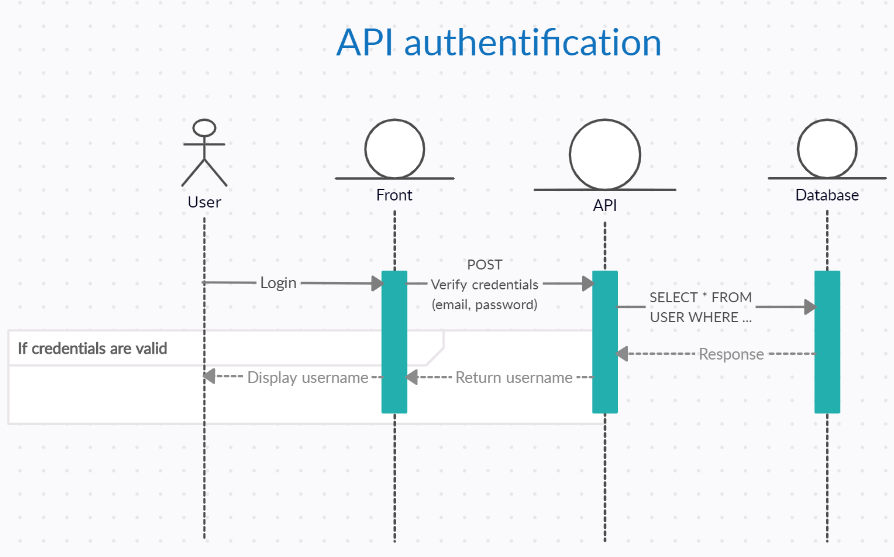 API authentification
User
Front
API
Database
Login
POST
Verify credentials
(email, password)
SELECT * FROM
USER WHERE ...
If credentials are valid
Response
Display username
Return username